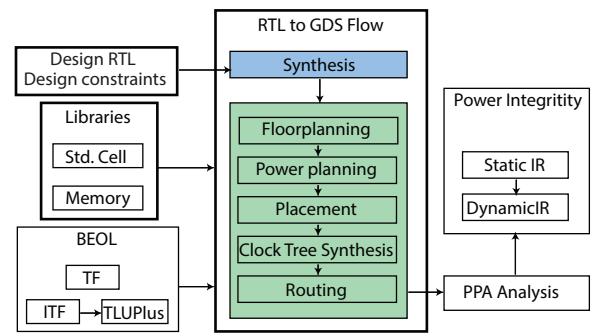 RTL to GDS Flow
Design RTL
Design constraints
Synthesis
Libraries
Std. Cell
Memory
Floorplanning
Power planning
Placement
Clock Tree Synthesis
Routing
BEOL
TF
ITF
TLUPlus
Power Integritity
Static IR
DynamicIR
PPA Analysis